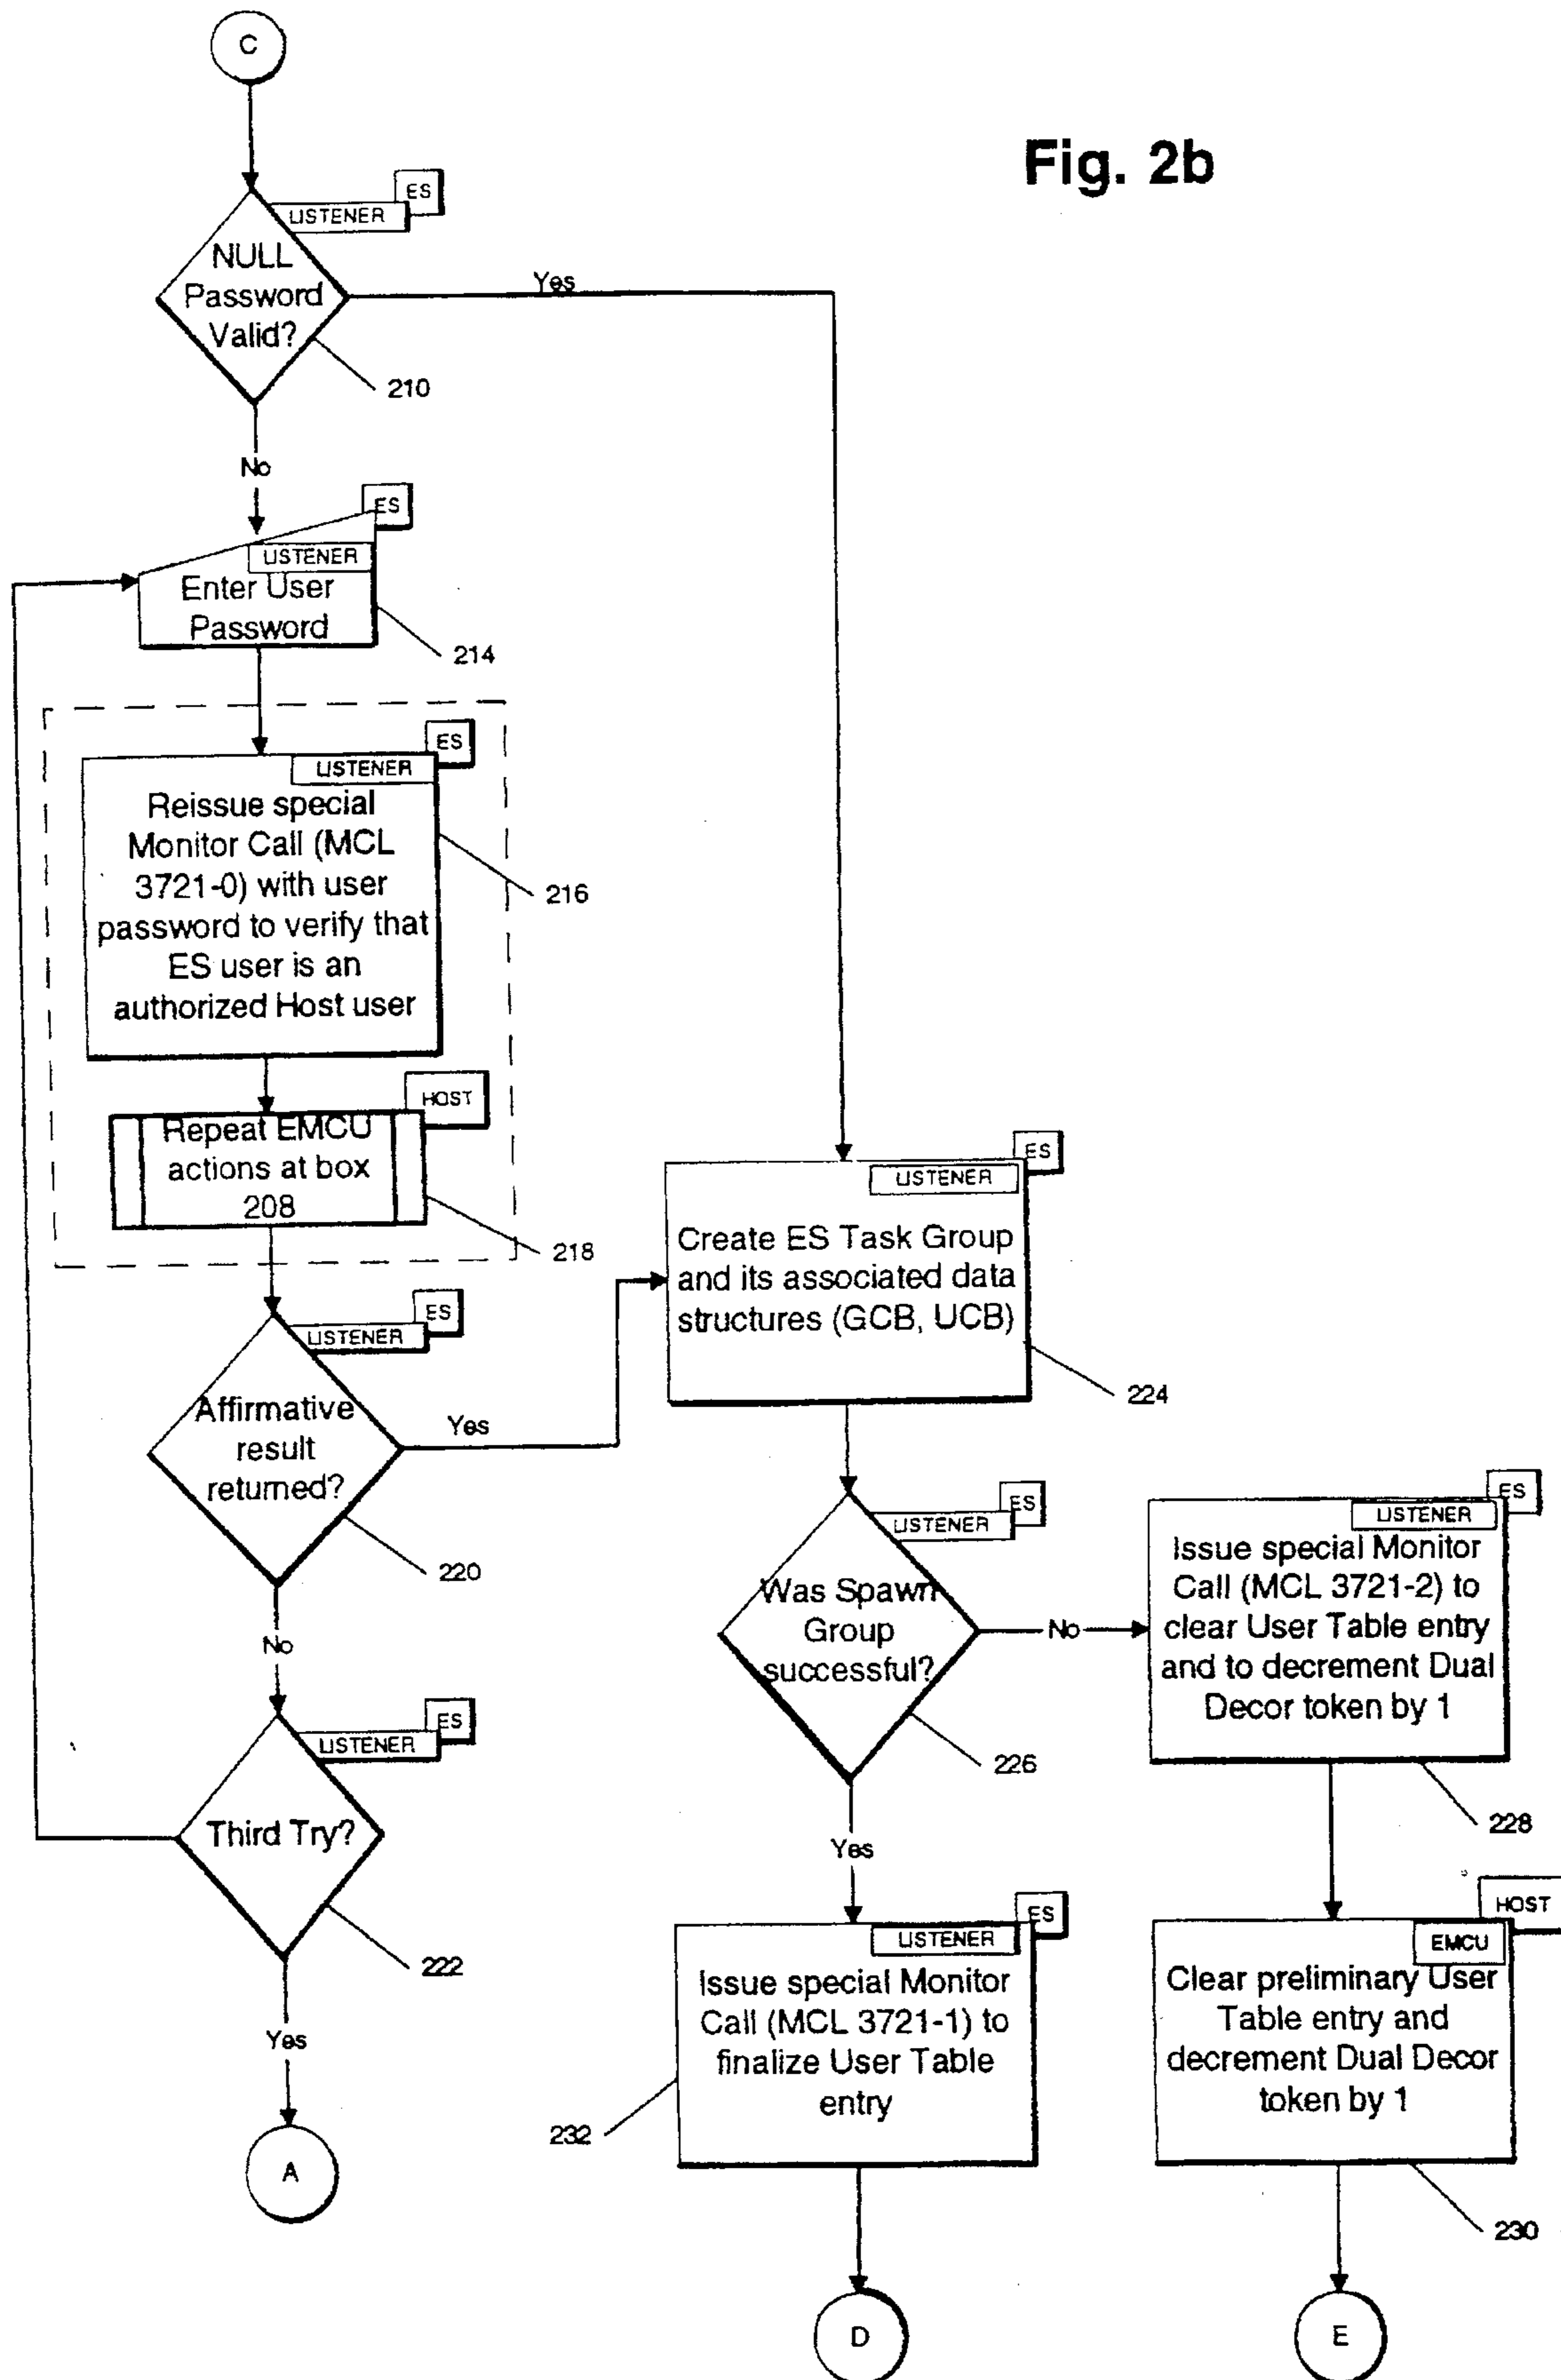 C
Fig. 2b
ES
LISTENER
NULL
Password
Valid?
Yes
210
No
ES
LISTENER
Enter User
Password
214
ES
LISTENER
Reissue special
Monitor Call (MCL
3721-0) with user
password to verify that
ES user is an
authorized Host user
216
HOST
Repeat EMCU
actions at box
208
218
ES
LISTENER
Affirmative
result
returned?
Yes
220
No
ES
LISTENER
Third Try?
222
Yes
A
ES
LISTENER
Create ES Task Group
and its associated data
structures (GCB, UCB)
224
ES
LISTENER
Was Spawn
Group
successful?
No
226
Yes
ES
LISTENER
Issue special Monitor
Call (MCL 3721-2) to
clear User Table entry
and to decrement Dual
Decor token by 1
228
ES
LISTENER
Issue special Monitor
Call (MCL 3721-1) to
finalize User Table
entry
232
D
HOST
EMCU
Clear preliminary User
Table entry and
decrement Dual Decor
token by 1
230
E